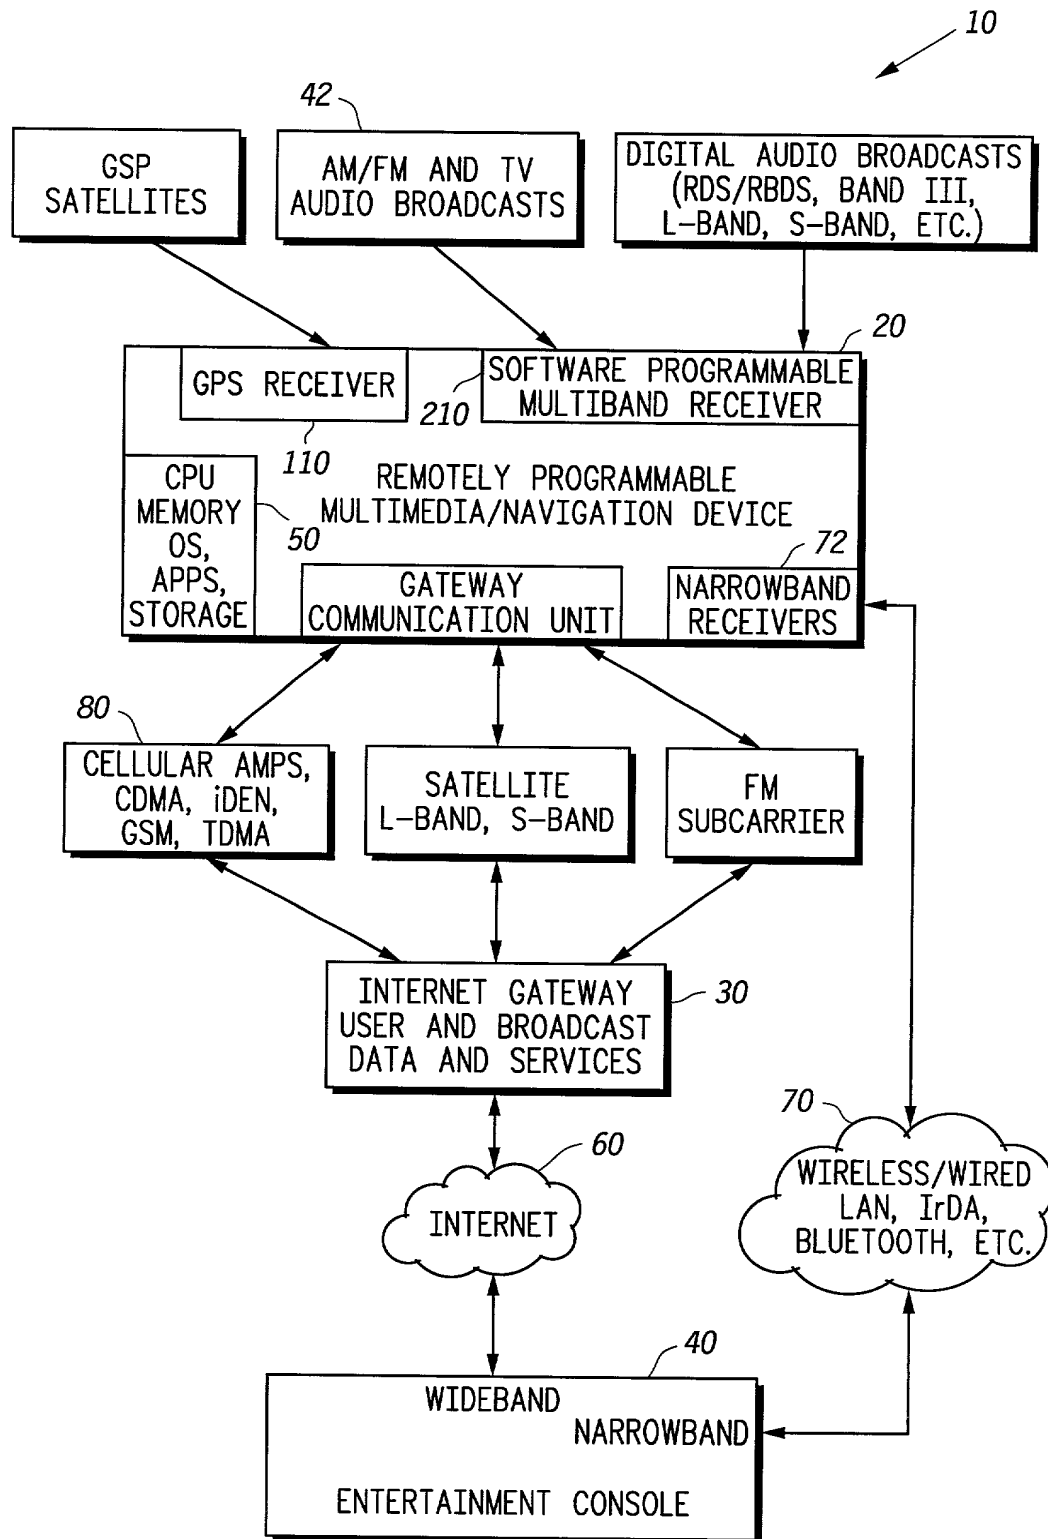 10
42
GSP
SATELLITES
AM/FM AND TV
AUDIO BROADCASTS
DIGITAL AUDIO BROADCASTS
(RDS/RBDS, BAND III,
L-BAND, S-BAND, ETC.)
20
GPS RECEIVER
210
SOFTWARE PROGRAMMABLE
MULTIBAND RECEIVER
110
CPU
MEMORY
OS,
APPS,
STORAGE
50
REMOTELY PROGRAMMABLE
MULTIMEDIA/NAVIGATION DEVICE
72
GATEWAY
COMMUNICATION UNIT
NARROWBAND
RECEIVERS
80
CELLULAR AMPS,
CDMA, iDEN,
GSM, TDMA
SATELLITE
L-BAND, S-BAND
FM
SUBCARRIER
INTERNET GATEWAY
USER AND BROADCAST
DATA AND SERVICES
30
60
INTERNET
70
WIRELESS/WIRED
LAN, IrDA,
BLUETOOTH, ETC.
40
WIDEBAND
NARROWBAND
ENTERTAINMENT CONSOLE